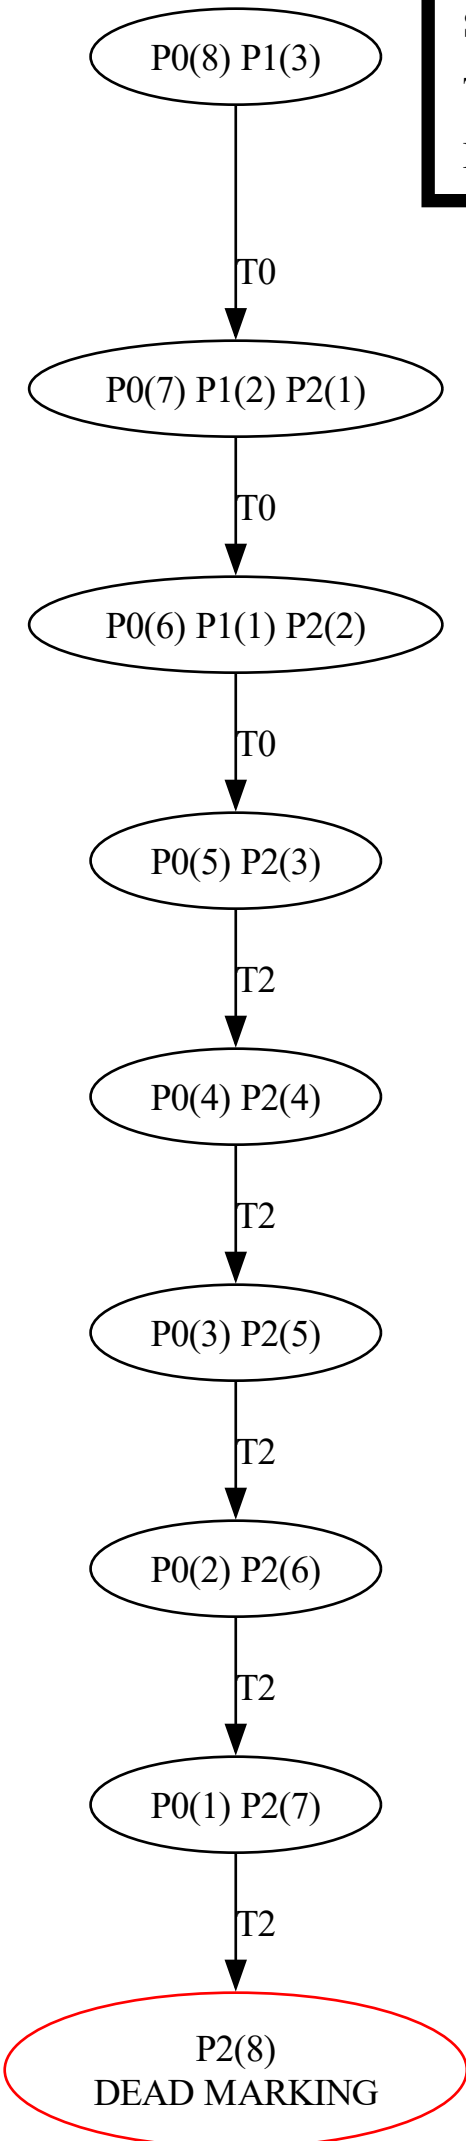 P0(8) P1(3)
T0
P0(7) P1(2) P2(1)
T0
P0(6) P1(1) P2(2)
T0
P0(5) P2(3)
T2
P0(4) P2(4)
T2
P0(3) P2(5)
T2
P0(2) P2(6)
T2
P0(1) P2(7)
T2
P2(8)
DEAD MARKING